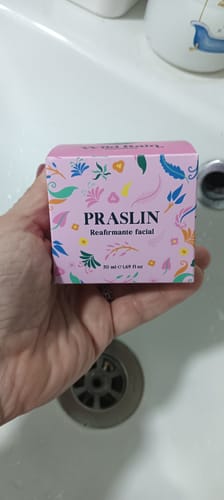 PRASLIN
Reafirmante facial
50 ml ℮ 1.69 fl oz